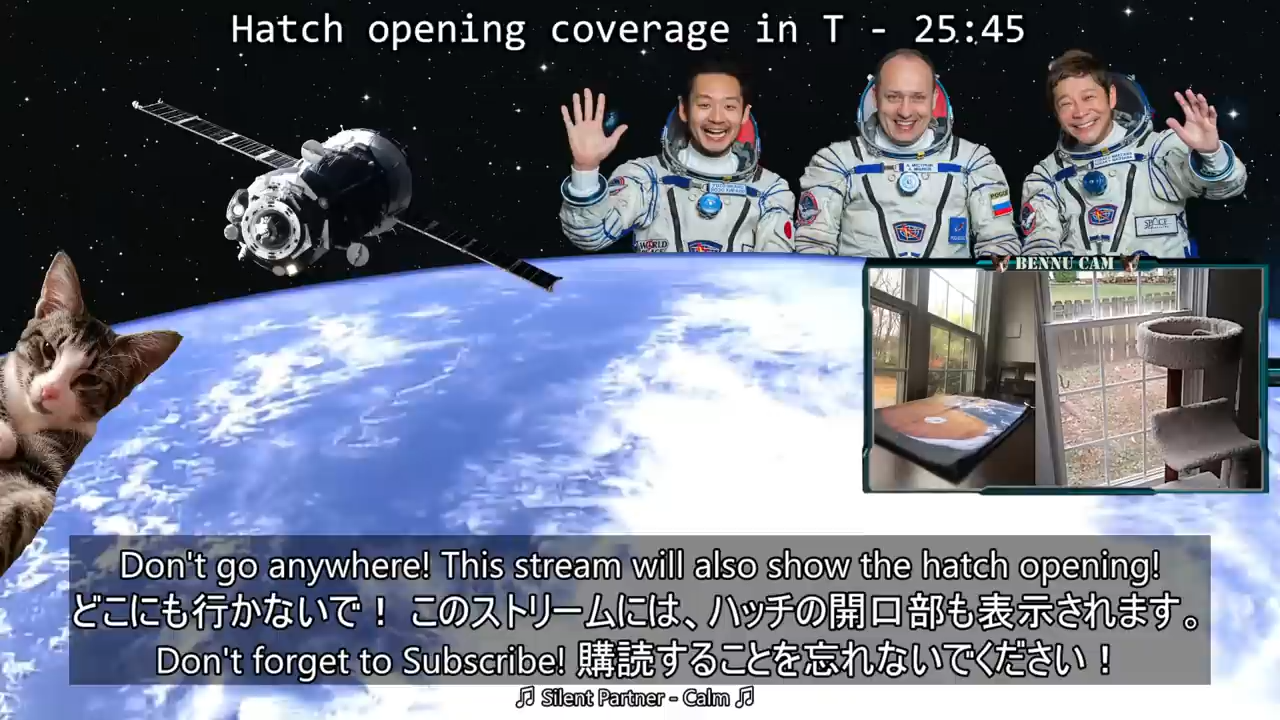 Hatch opening coverage in T - 25:45
WORLD
SPACE
BENNU CAM
Don't go anywhere! This stream will also show the hatch opening!
どこにも行かないで！ このストリームには、ハッチの開口部も表示されます。
Don't forget to Subscribe! 購読することを忘れないでください！
♫ Silent Partner - Calm ♫